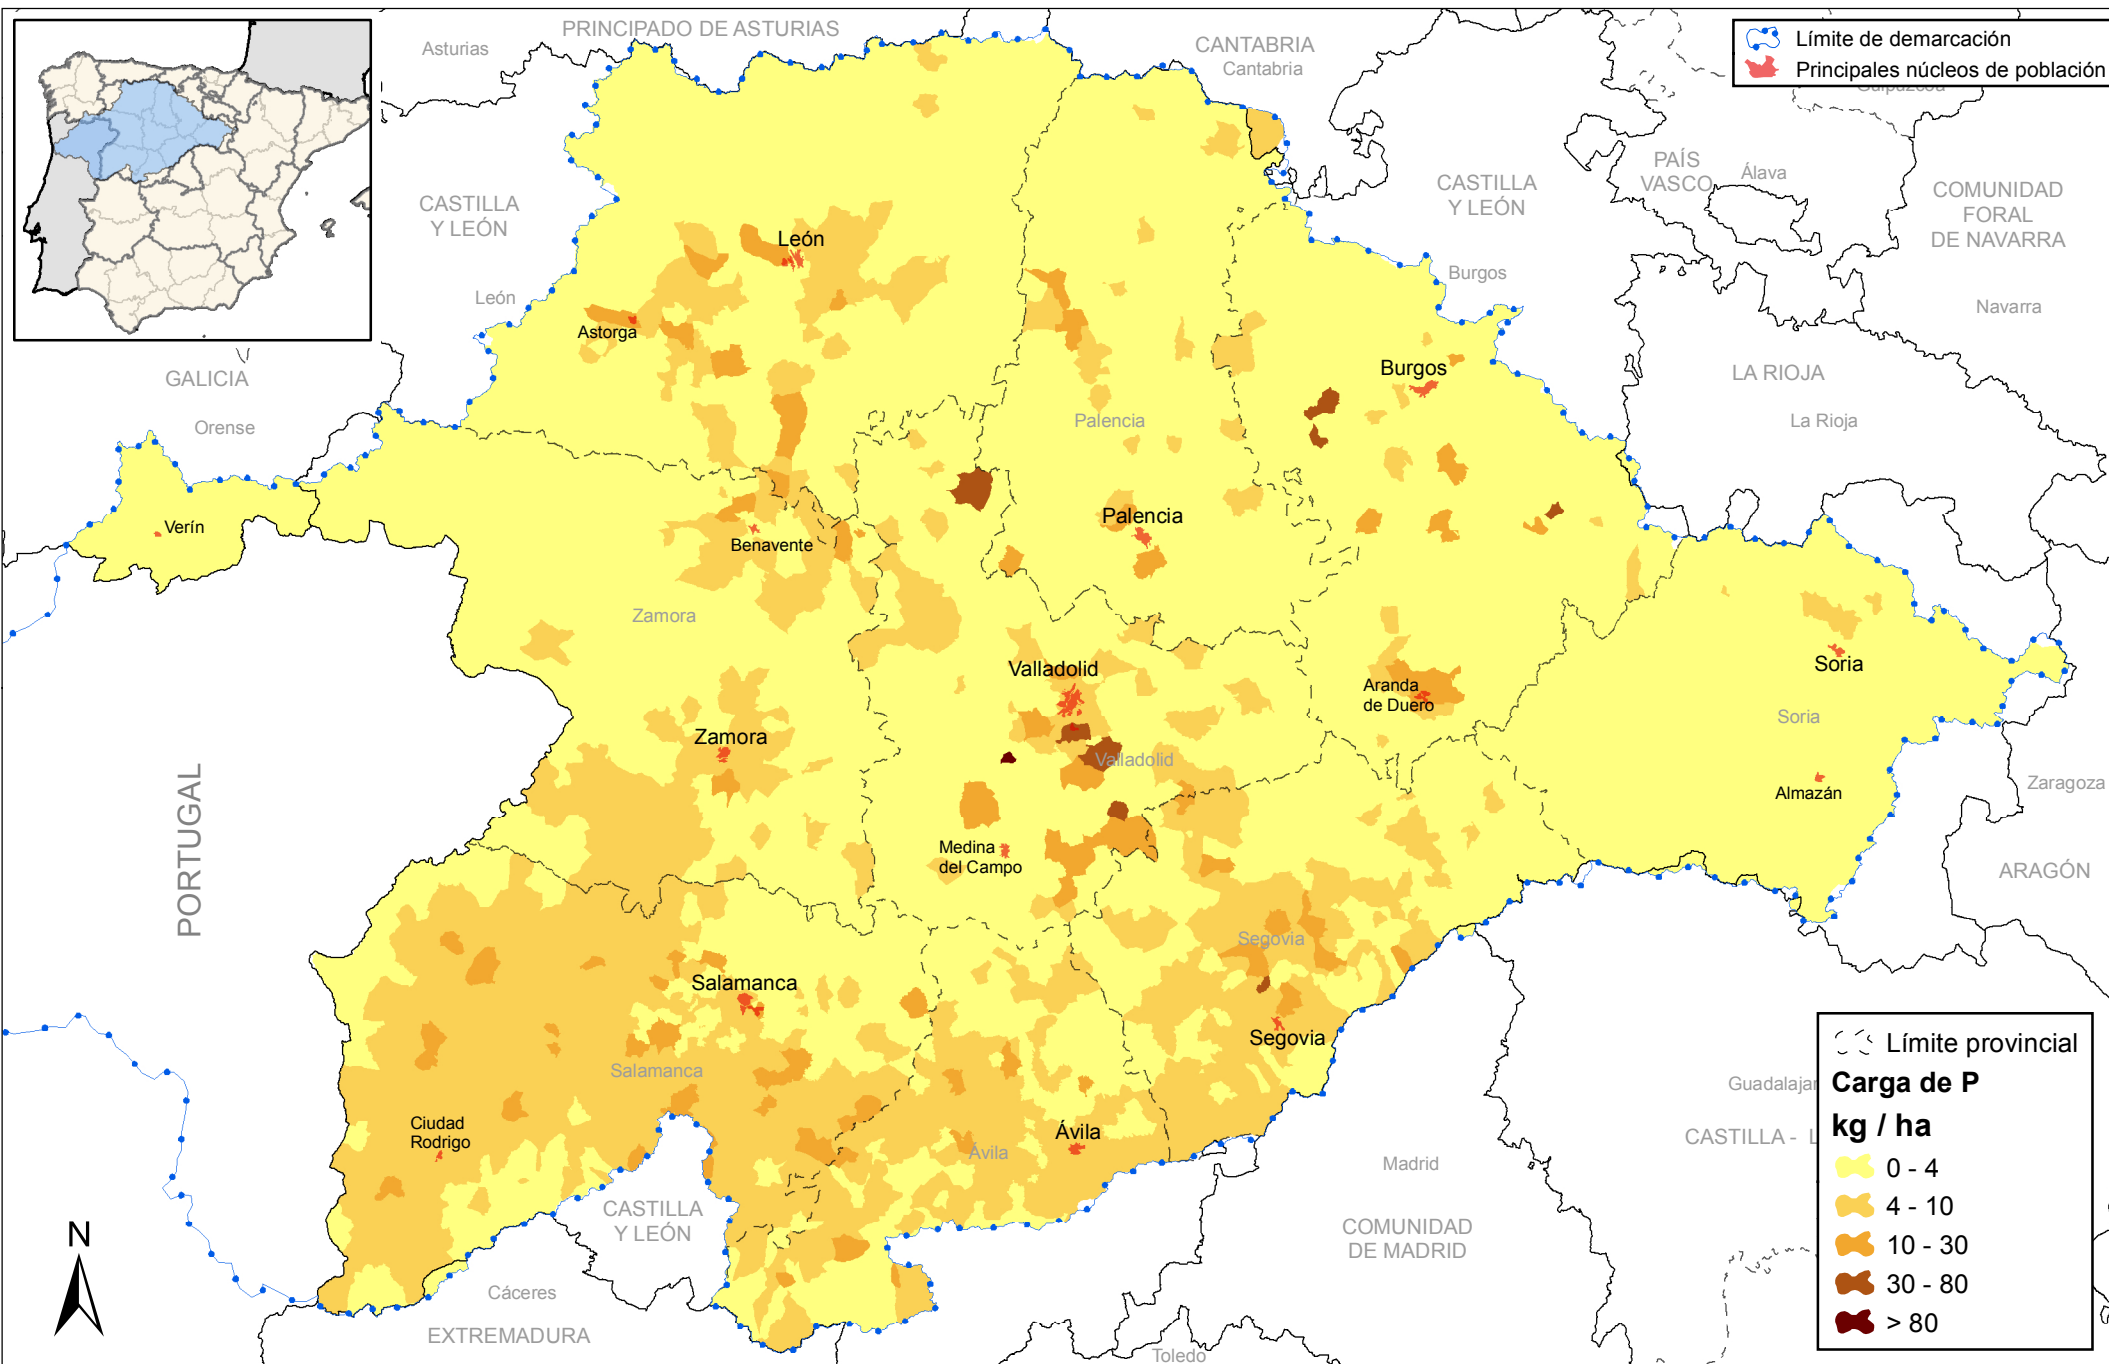 PRINCIPADO DE ASTURIAS
Asturias
CANTABRIA
Cantabria
Límite de demarcación
Principales núcleos de población
Guipúzcoa
PAÍS
VASCO
Álava
CASTILLA
Y LEÓN
COMUNIDAD
FORAL
DE NAVARRA
CASTILLA
Y LEÓN
León
Burgos
León
Navarra
Astorga
GALICIA
Orense
Burgos
LA RIOJA
La Rioja
Palencia
Palencia
Verín
Benavente
Zamora
Valladolid
Soria
Aranda
de Duero
Soria
Zamora
Valladolid
PORTUGAL
Zaragoza
Almazán
Medina
del Campo
ARAGÓN
Segovia
Salamanca
Segovia
Salamanca
Ciudad
Rodrigo
Ávila
Ávila
Madrid
CASTILLA
Y LEÓN
COMUNIDAD
DE MADRID
Cáceres
EXTREMADURA
Toledo
N
Guadalajar
CASTILLA - L
Límite provincial
Carga de P
kg / ha
0 - 4
4 - 10
10 - 30
30 - 80
> 80